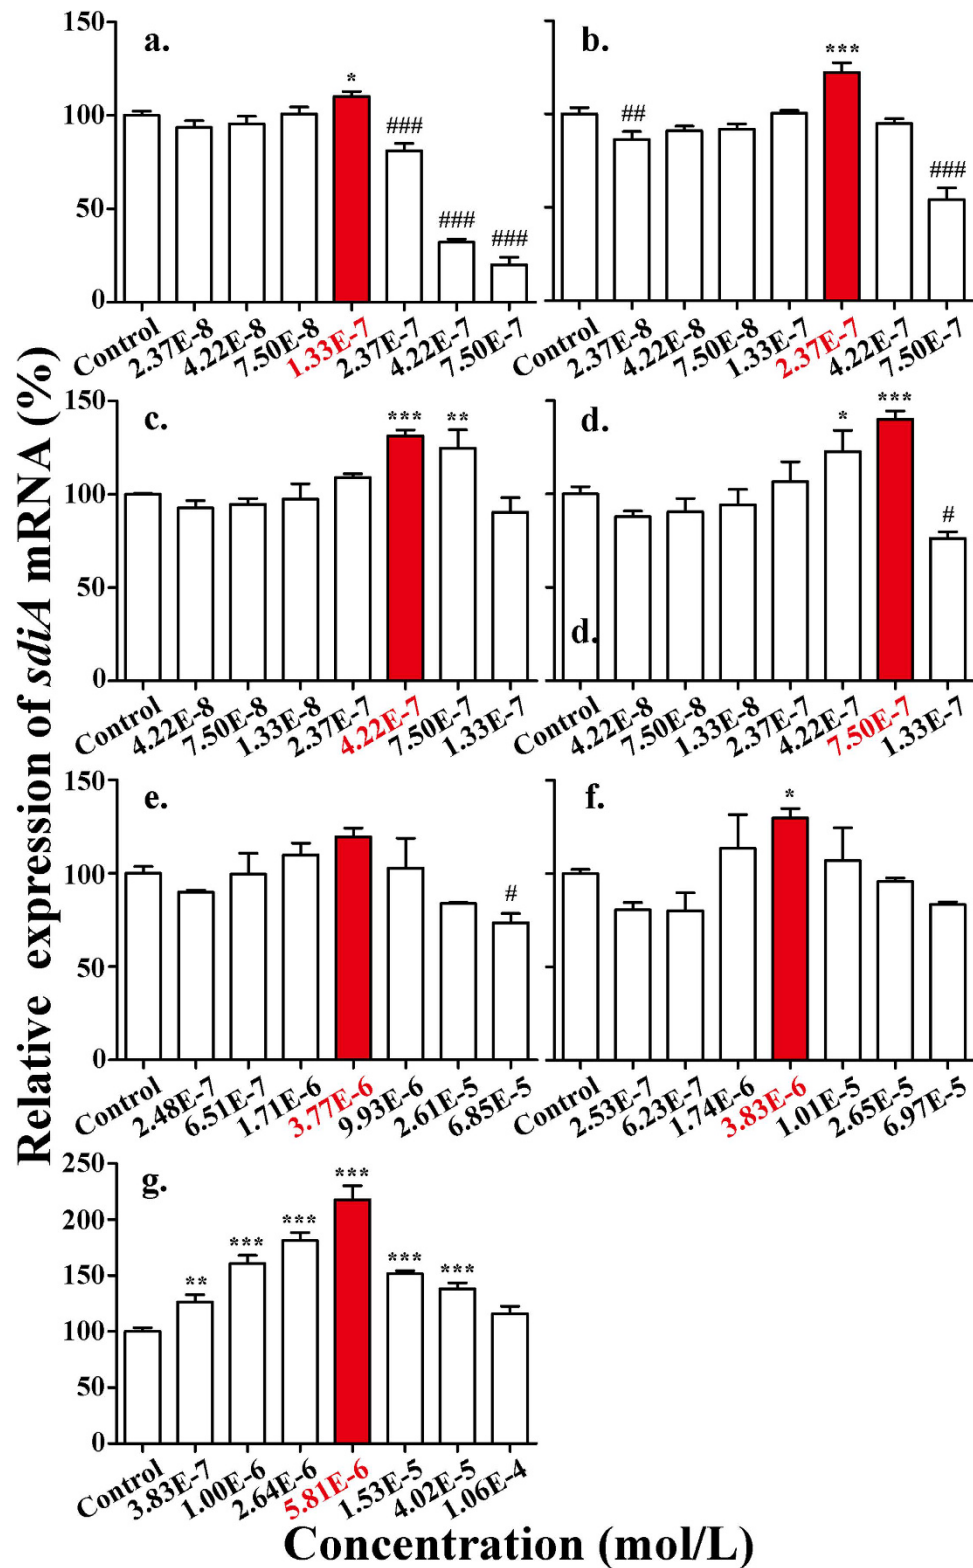 Relative expression of sdiA mRNA (%)
a.
150
100
50
0
*
###
###
###
Control
2.37E-8
4.22E-8
7.50E-8
1.33E-7
2.37E-7
4.22E-7
7.50E-7
b.
##
***
###
Control
2.37E-8
4.22E-8
7.50E-8
1.33E-7
2.37E-7
4.22E-7
7.50E-7
c.
150
100
50
0
***
**
Control
4.22E-8
7.50E-8
1.33E-8
2.37E-7
4.22E-7
7.50E-7
1.33E-7
d.
*
***
#
d.
Control
4.22E-8
7.50E-8
1.33E-8
2.37E-7
4.22E-7
7.50E-7
1.33E-7
e.
150
100
50
0
#
Control
2.48E-7
6.51E-7
1.71E-6
3.77E-6
9.93E-6
2.61E-5
6.85E-5
f.
*
Control
2.53E-7
6.23E-7
1.74E-6
3.83E-6
1.01E-5
2.65E-5
6.97E-5
g.
250
200
150
100
50
0
**
***
***
***
***
***
Control
3.83E-7
1.00E-6
2.64E-6
5.81E-6
1.53E-5
4.02E-5
1.06E-4
Concentration (mol/L)